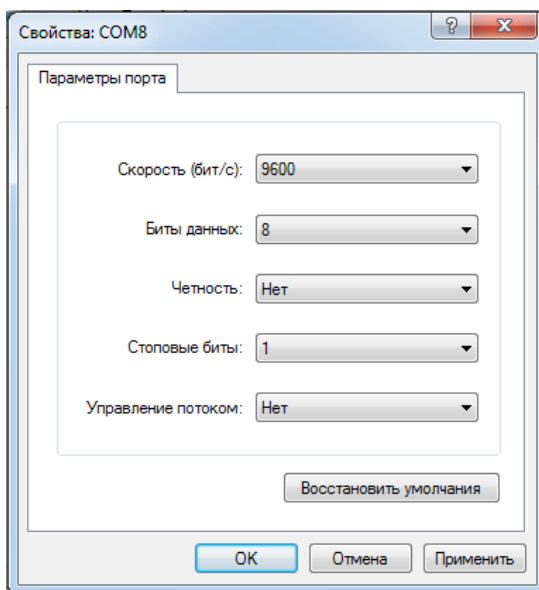 Свойства: COM8
Параметры порта
Скорость (бит/с): 9600
Биты данных: 8
Четность: Нет
Стоповые биты: 1
Управление потоком: Нет
Восстановить умолчания
OK Отмена Применить